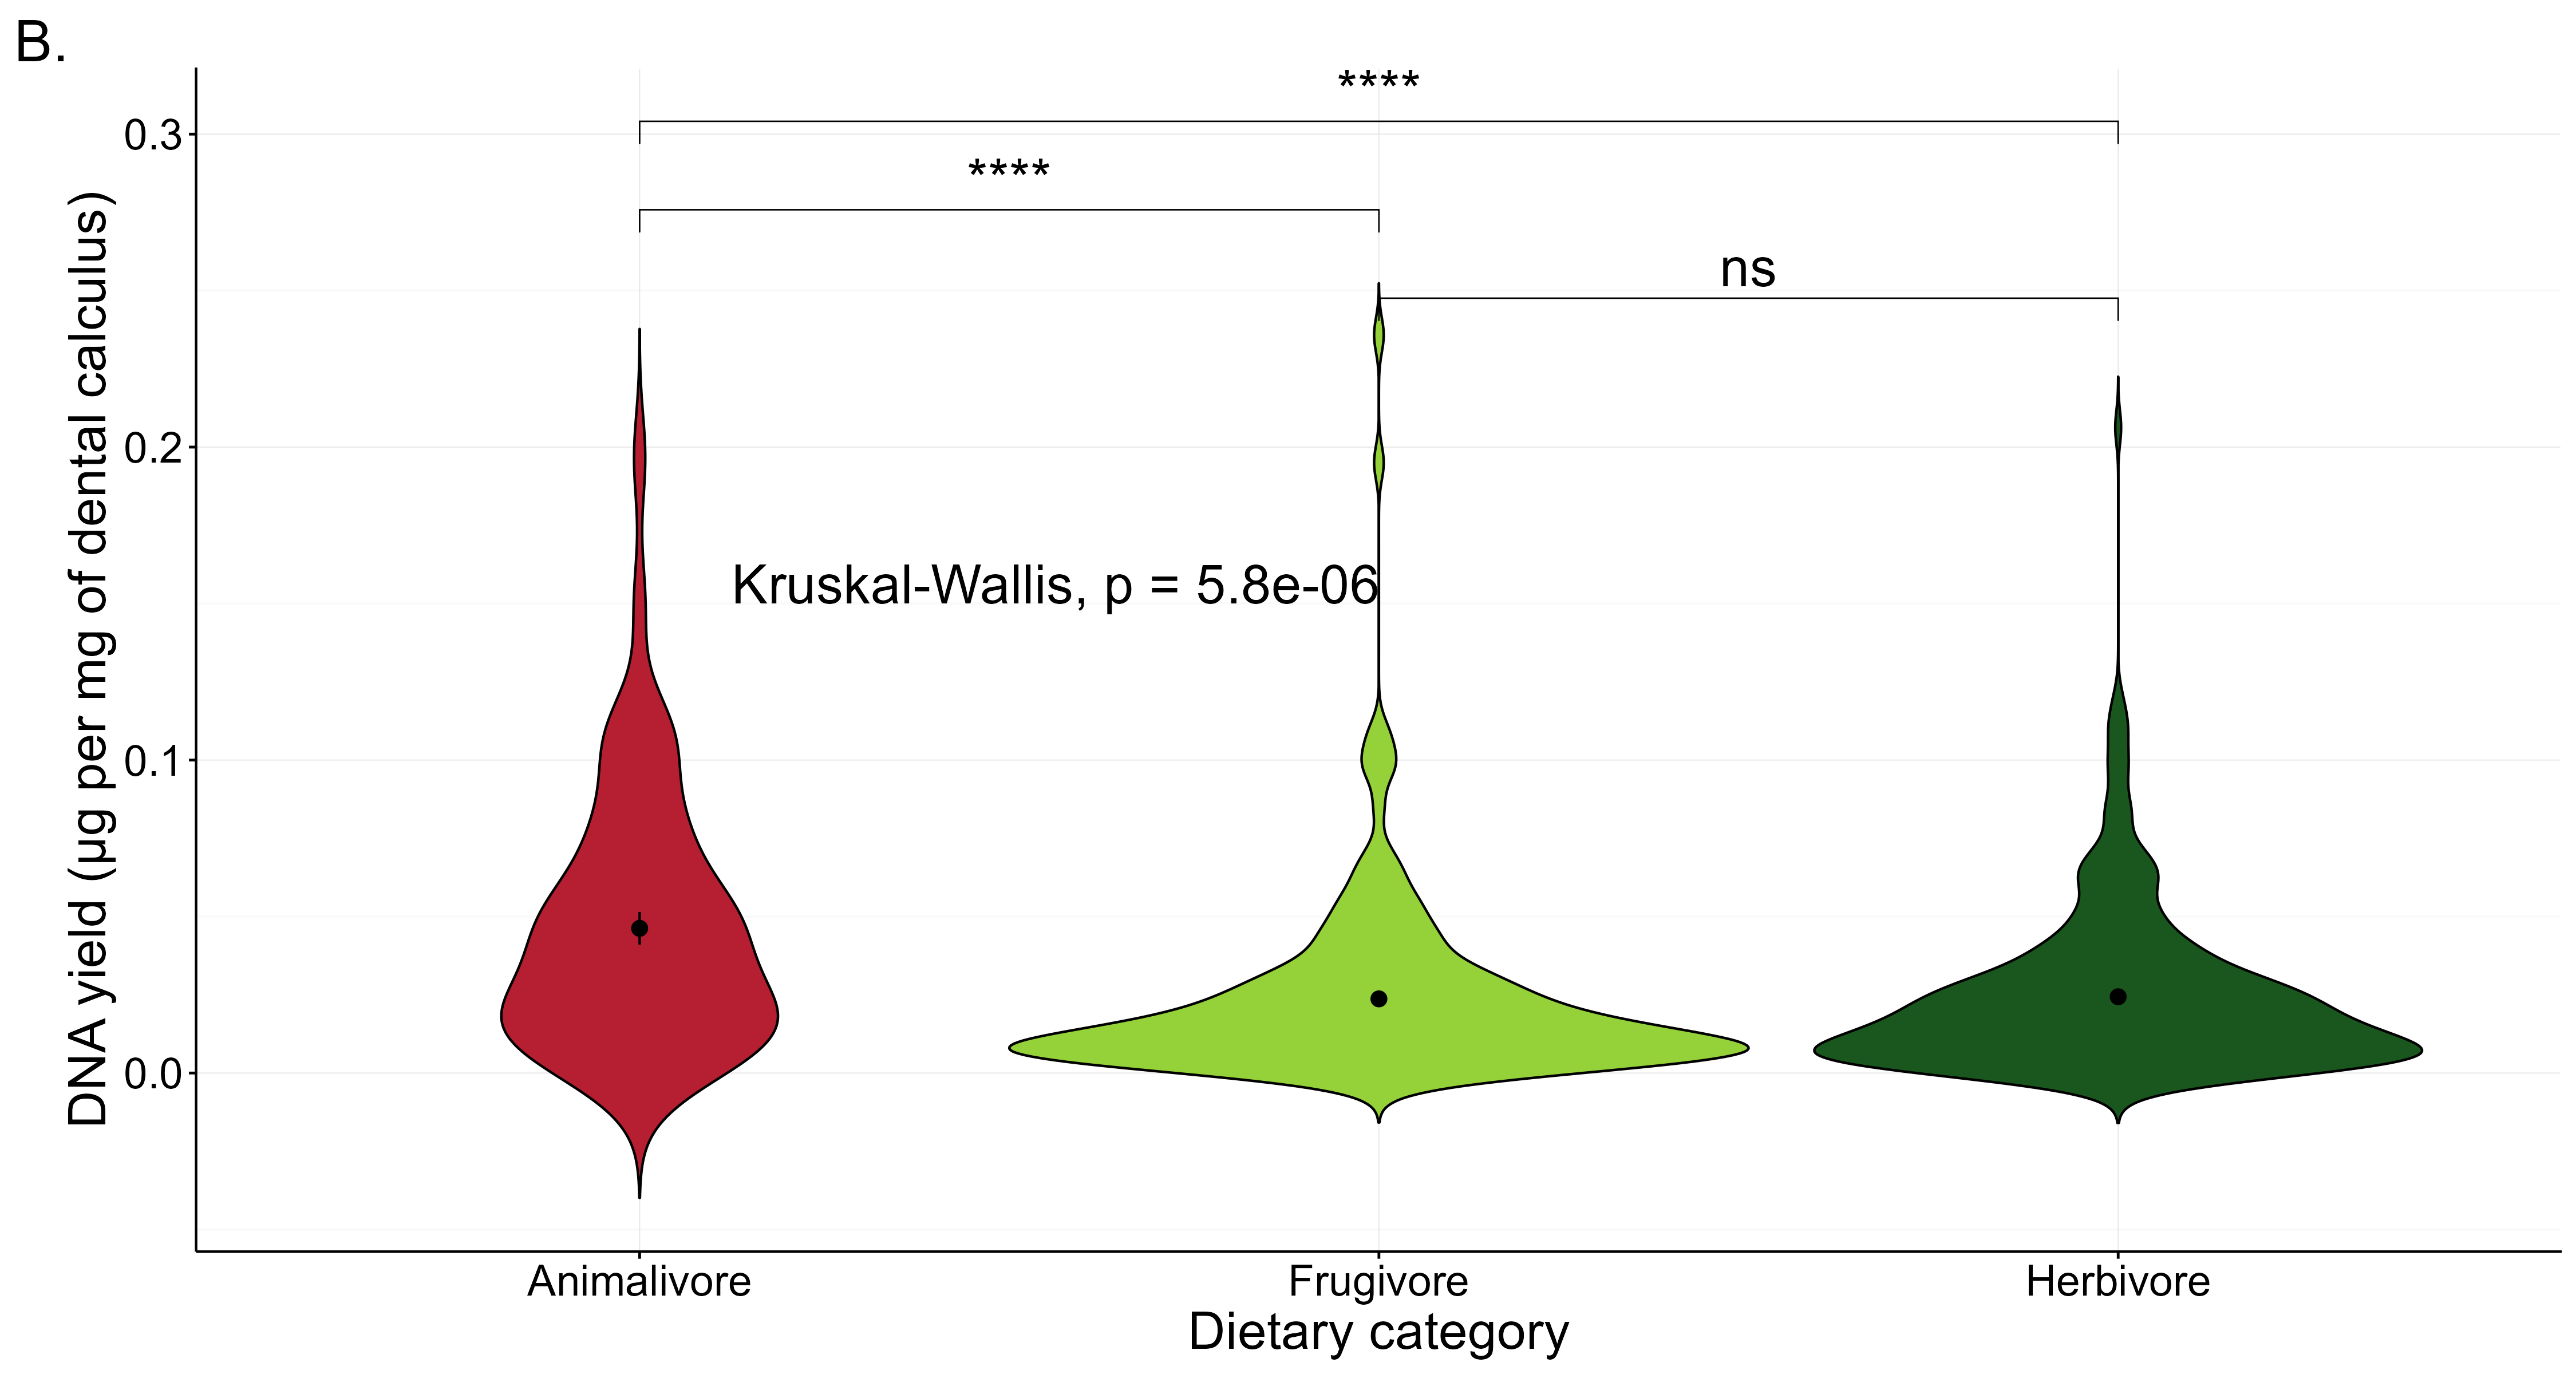 B.
DNA yield (µg per mg of dental calculus)
0.3
0.2
0.1
0.0
****
****
ns
Kruskal-Wallis, p = 5.8e-06
Animalivore
Frugivore
Herbivore
Dietary category